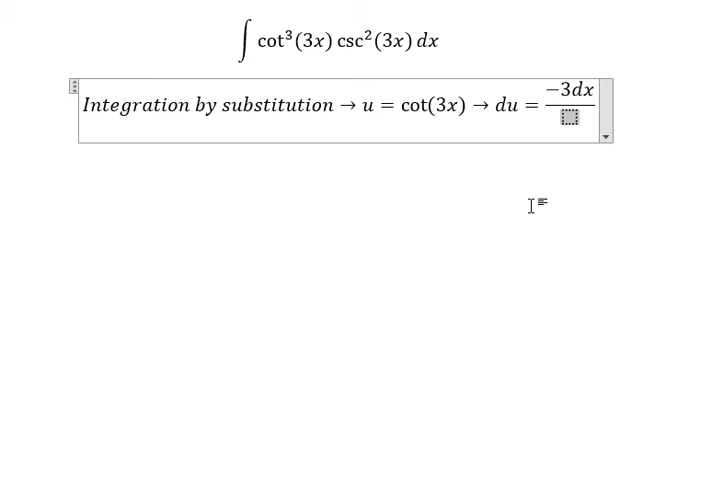 ∫ cot³(3x) csc²(3x) dx
Integration by substitution → u = cot(3x) → du = −3dx/